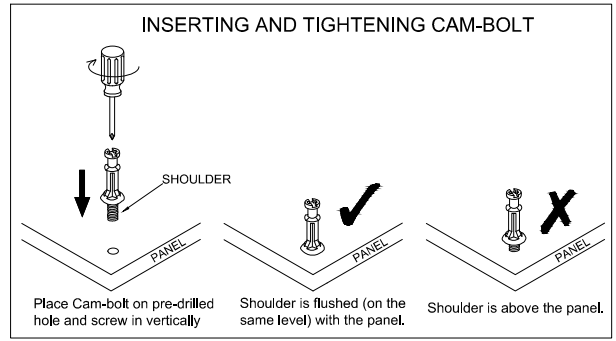 INSERTING AND TIGHTENING CAM-BOLT
SHOULDER
PANEL
Place Cam-bolt on pre-drilled
hole and screw in vertically
PANEL
Shoulder is flushed (on the
same level) with the panel.
PANEL
Shoulder is above the panel.